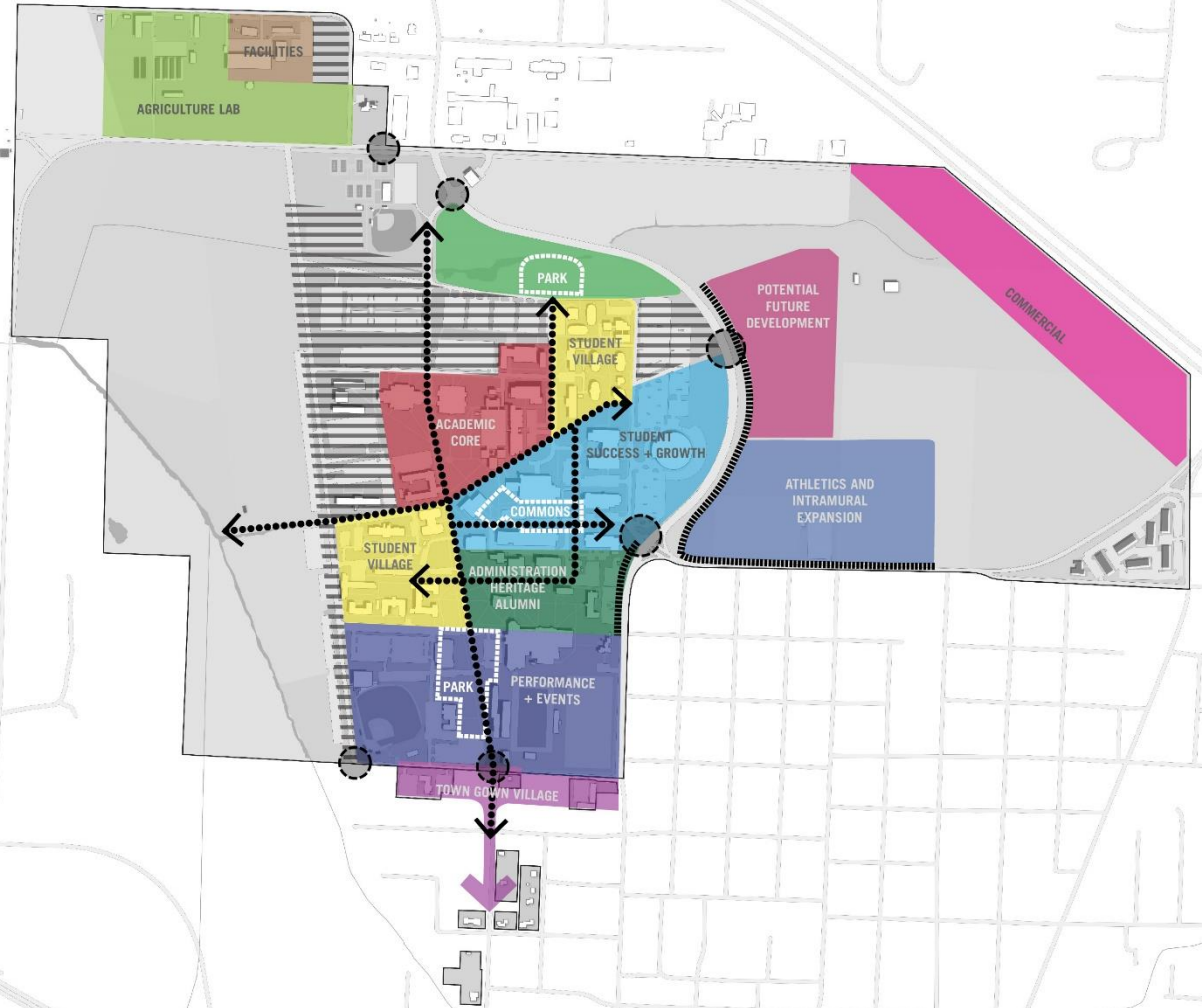 FACILITIES
AGRICULTURE LAB
PARK
POTENTIAL
FUTURE
DEVELOPMENT
COMMERCIAL
STUDENT
VILLAGE
ACADEMIC
CORE
STUDENT
SUCCESS + GROWTH
ATHLETICS AND
INTRAMURAL
EXPANSION
COMMONS
STUDENT
VILLAGE
ADMINISTRATION
HERITAGE
ALUMNI
PARK
PERFORMANCE
+ EVENTS
TOWN GOWN VILLAGE